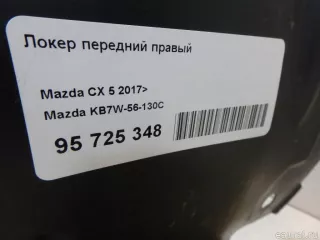 Локер передний правый
Mazda CX 5 2017>
Mazda KB7W-56-130C
95 725 348